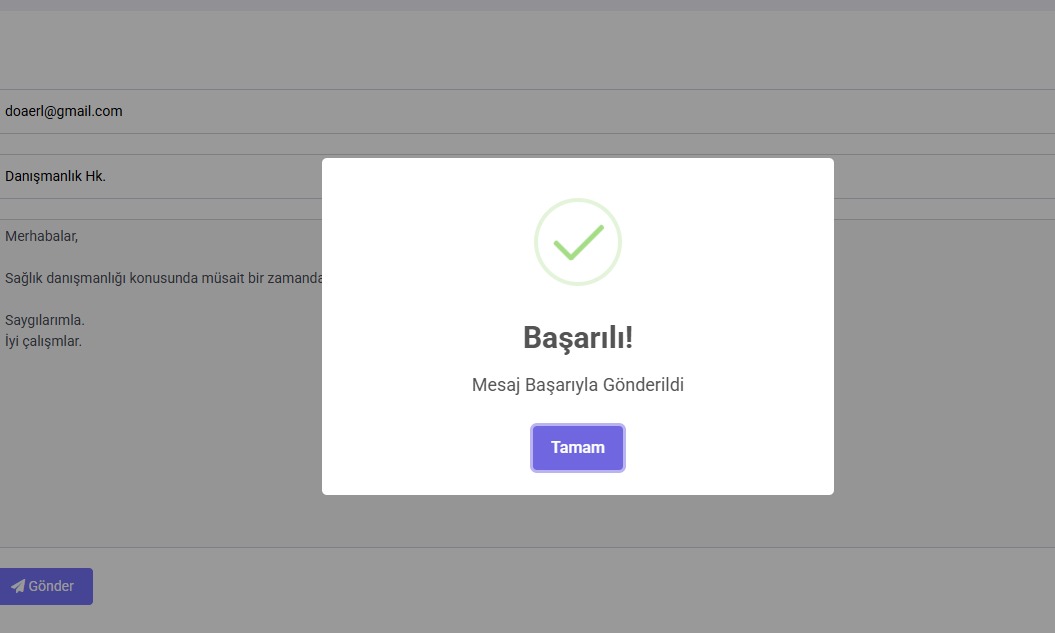 doaerl@gmail.com
Danışmanlık Hk.
Merhabalar,
Sağlık danışmanlığı konusunda müsait bir zamanda
Saygılarımla.
İyi çalışmlar.
Başarılı!
Mesaj Başarıyla Gönderildi
Tamam
Gönder